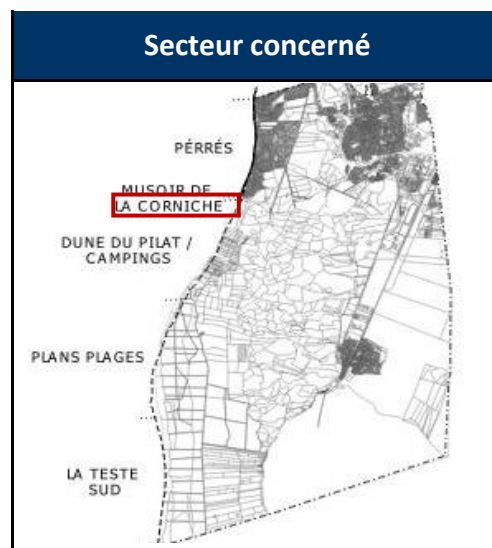 Secteur concerné
PÉRRÉS
MUSOIR DE
LA CORNICHE
DUNE DU PILAT /
CAMPINGS
PLANS PLAGES
LA TESTE
SUD